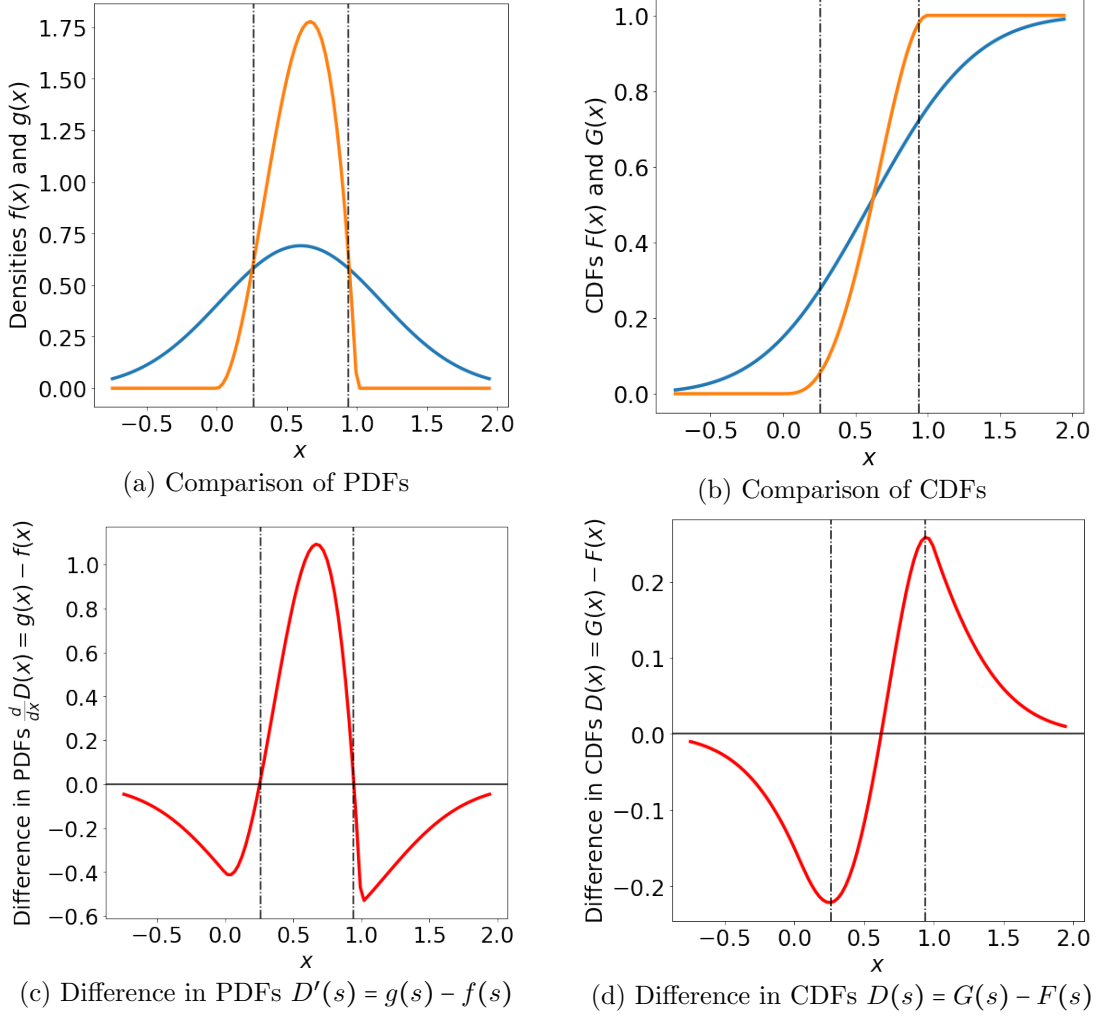 Densities f(x) and g(x)
1.75
1.50
1.25
1.00
0.75
0.50
0.25
0.00
−0.5 0.0 0.5 1.0 1.5 2.0
x
(a) Comparison of PDFs
CDFs F(x) and G(x)
1.0
0.8
0.6
0.4
0.2
0.0
−0.5 0.0 0.5 1.0 1.5 2.0
x
(b) Comparison of CDFs
Difference in PDFs d/dx D(x) = g(x) − f(x)
1.0
0.8
0.6
0.4
0.2
0.0
−0.2
−0.4
−0.6
−0.5 0.0 0.5 1.0 1.5 2.0
x
(c) Difference in PDFs D′(s) = g(s) − f(s)
Difference in CDFs D(x) = G(x) − F(x)
0.2
0.1
0.0
−0.1
−0.2
−0.5 0.0 0.5 1.0 1.5 2.0
x
(d) Difference in CDFs D(s) = G(s) − F(s)